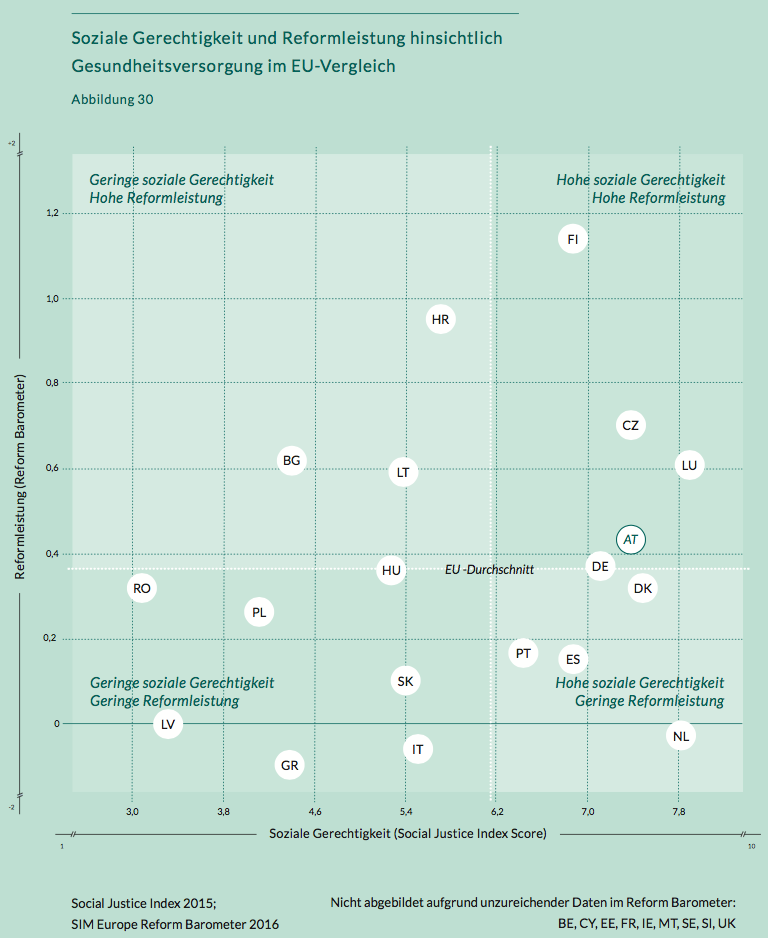 Soziale Gerechtigkeit und Reformleistung hinsichtlich
Gesundheitsversorgung im EU-Vergleich
Abbildung 30
+2
Geringe soziale Gerechtigkeit
Hohe Reformleistung
Hohe soziale Gerechtigkeit
Hohe Reformleistung
1,2
FI
1,0
HR
0,8
CZ
BG
LT
LU
0,6
AT
0,4
HU
EU -Durchschnitt
DE
RO
DK
PL
0,2
PT
ES
SK
Geringe soziale Gerechtigkeit
Geringe Reformleistung
Hohe soziale Gerechtigkeit
Geringe Reformleistung
0
LV
NL
IT
GR
-2
Reformleistung (Reform Barometer)
3,0 3,8 4,6 5,4 6,2 7,0 7,8
Soziale Gerechtigkeit (Social Justice Index Score)
1 10
Social Justice Index 2015;
SIM Europe Reform Barometer 2016
Nicht abgebildet aufgrund unzureichender Daten im Reform Barometer:
BE, CY, EE, FR, IE, MT, SE, SI, UK